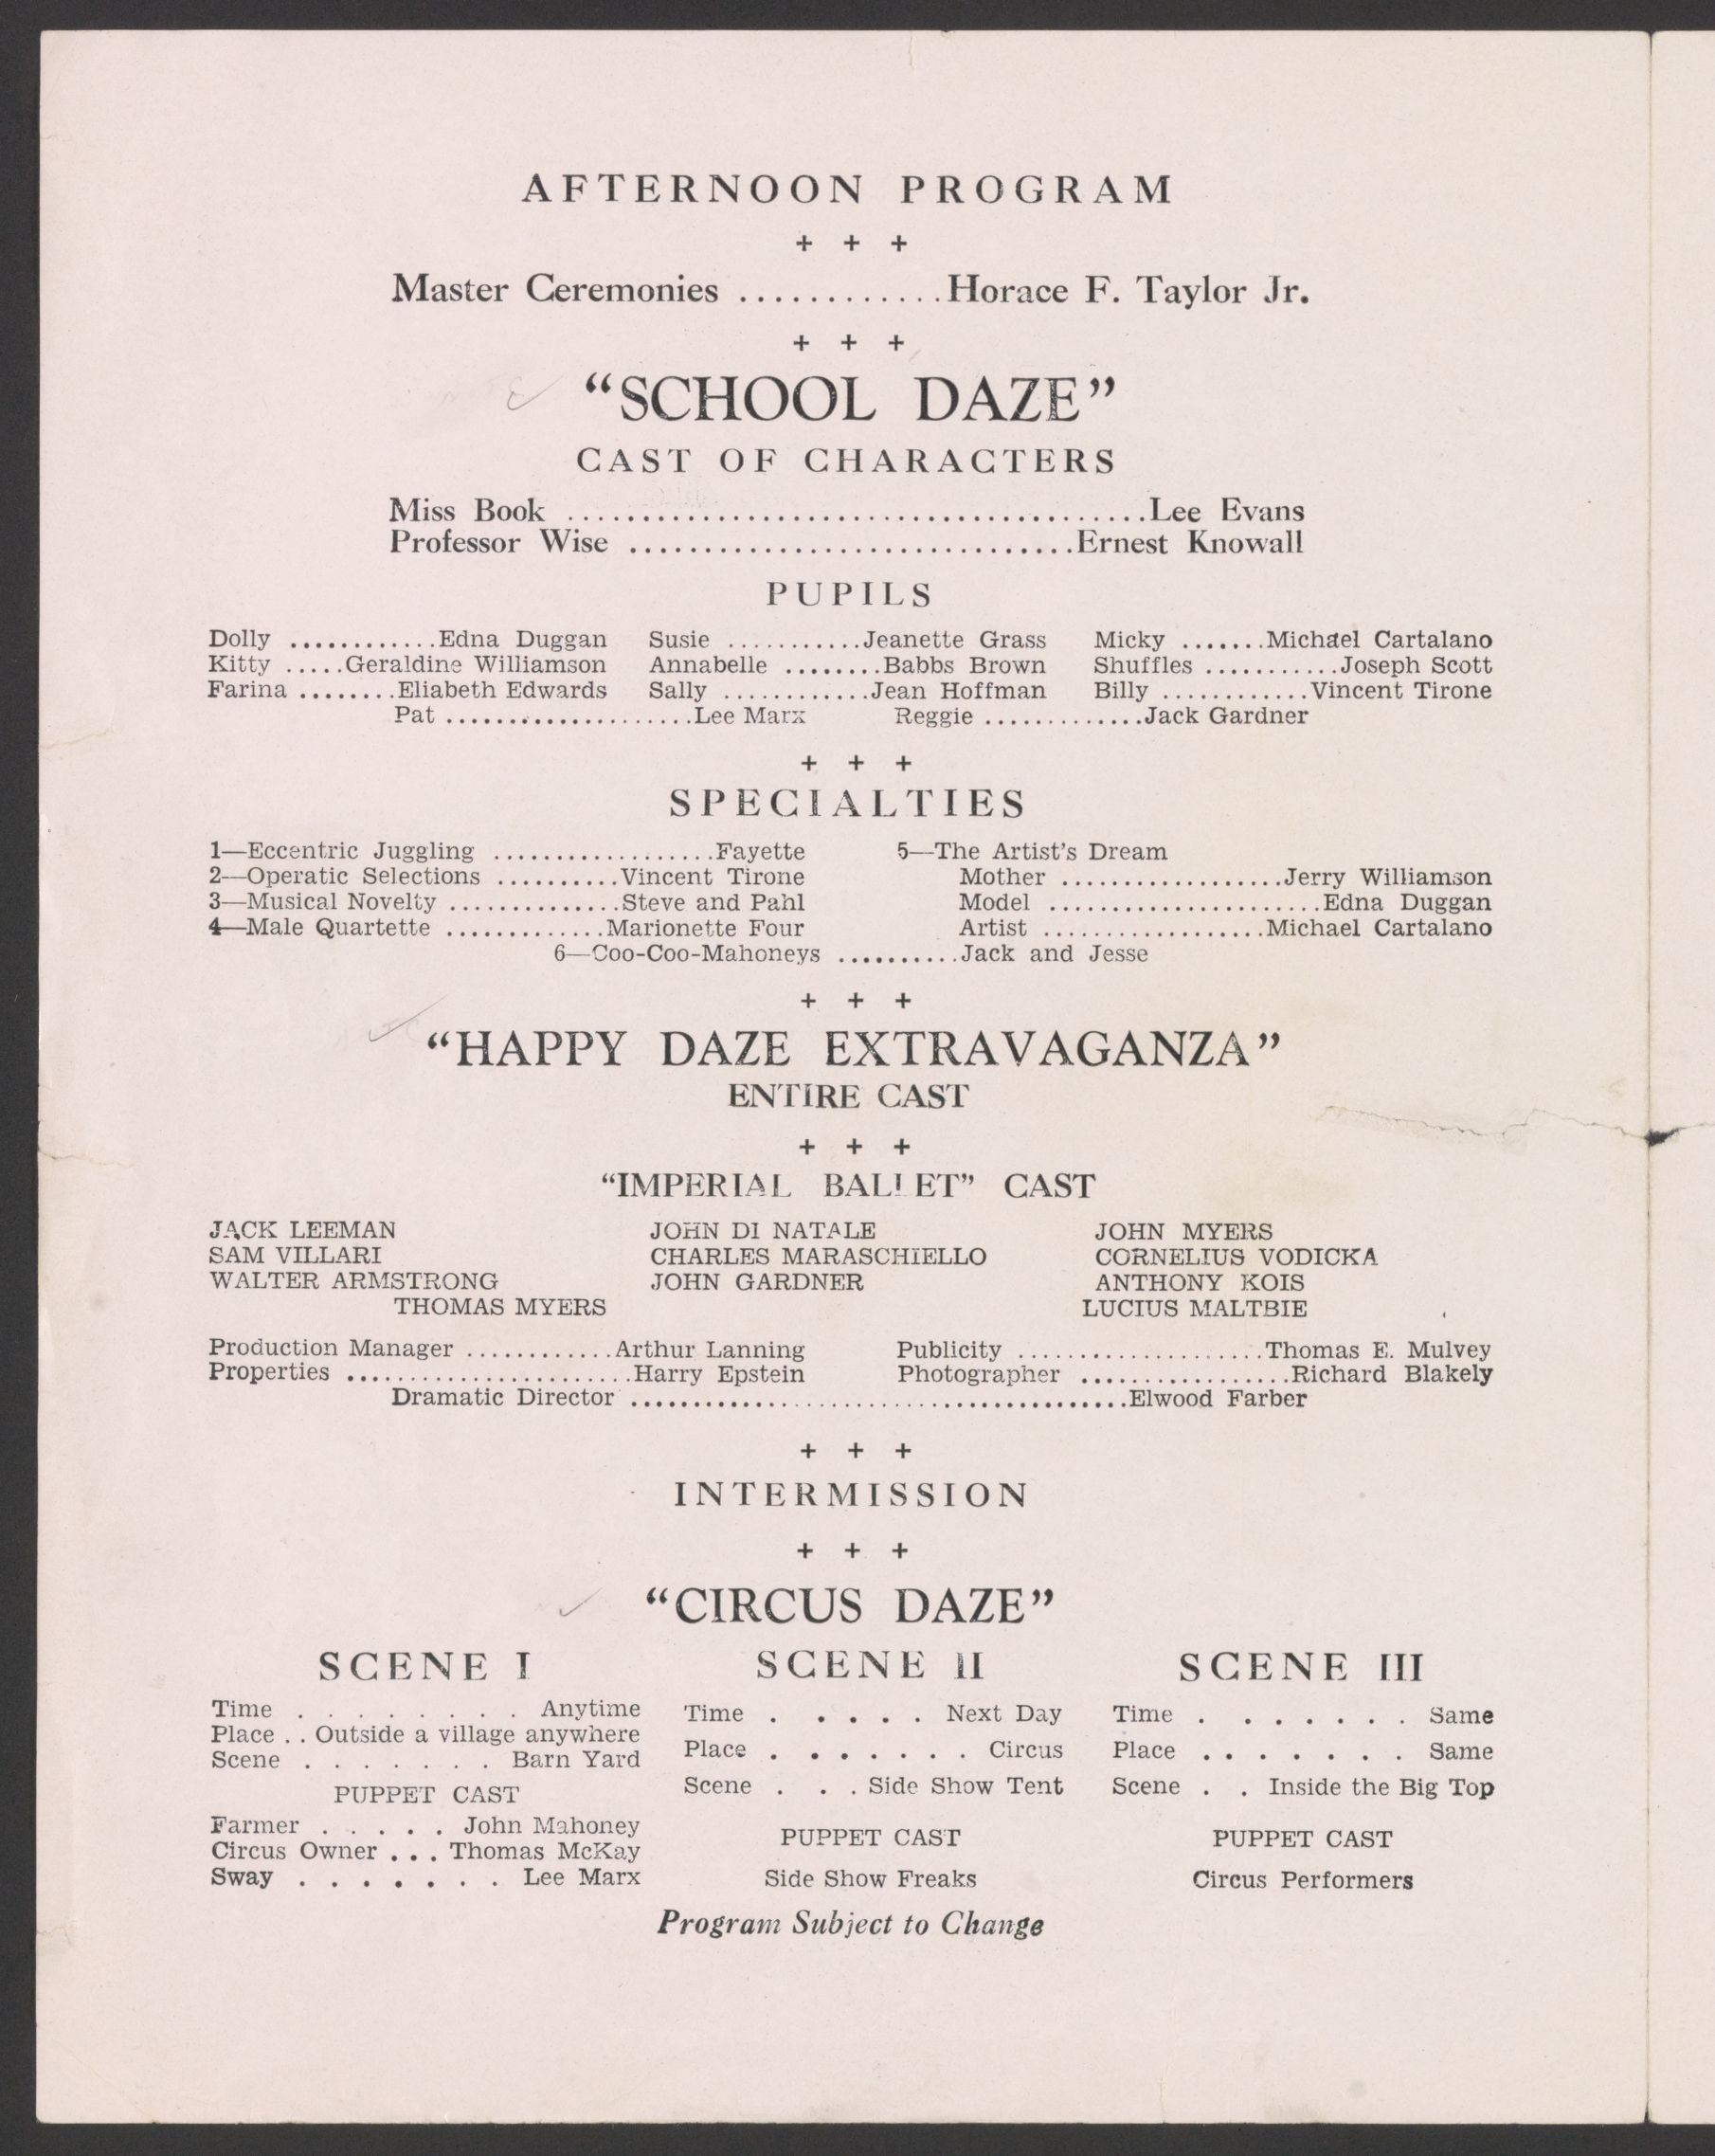 AFTERNOON PROGRAM
+ + +
Master Ceremonies ............Horace F. Taylor Jr.
+ + +
“SCHOOL DAZE”
CAST OF CHARACTERS
Miss Book .......................................Lee Evans
Professor Wise ..............................Ernest Knowall
PUPILS
Dolly ............Edna Duggan Susie ...........Jeanette Grass Micky .......Michael Cartalano
Kitty .....Geraldine Williamson Annabelle ........Babbs Brown Shuffles ...........Joseph Scott
Farina ........Eliabeth Edwards Sally ............Jean Hoffman Billy ............Vincent Tirone
Pat ....................Lee Marx Reggie .............Jack Gardner
+ + +
SPECIALTIES
1—Eccentric Juggling ..................Fayette 5—The Artist’s Dream
2—Operatic Selections ..........Vincent Tirone Mother ..................Jerry Williamson
3—Musical Novelty ..............Steve and Pahl Model ......................Edna Duggan
4—Male Quartette .............Marionette Four Artist ..................Michael Cartalano
6—Coo-Coo-Mahoneys ..........Jack and Jesse
+ + +
“HAPPY DAZE EXTRAVAGANZA”
ENTIRE CAST
+ + +
“IMPERIAL BALLET” CAST
JACK LEEMAN JOHN DI NATALE JOHN MYERS
SAM VILLARI CHARLES MARASCHIELLO CORNELIUS VODICKA
WALTER ARMSTRONG JOHN GARDNER ANTHONY KOIS
THOMAS MYERS LUCIUS MALTBIE
Production Manager ............Arthur Lanning Publicity ....................Thomas E. Mulvey
Properties .......................Harry Epstein Photographer .................Richard Blakely
Dramatic Director ........................................Elwood Farber
+ + +
INTERMISSION
+ + +
“CIRCUS DAZE”
SCENE I
Time . . . . . . . . . Anytime
Place . . Outside a village anywhere
Scene . . . . . . . Barn Yard
PUPPET CAST
Farmer . . . . . John Mahoney
Circus Owner . . . Thomas McKay
Sway . . . . . . . Lee Marx
SCENE II
Time . . . . . Next Day
Place . . . . . . . Circus
Scene . . . Side Show Tent
PUPPET CAST
Side Show Freaks
SCENE III
Time . . . . . . . Same
Place . . . . . . . Same
Scene . . Inside the Big Top
PUPPET CAST
Circus Performers
Program Subject to Change